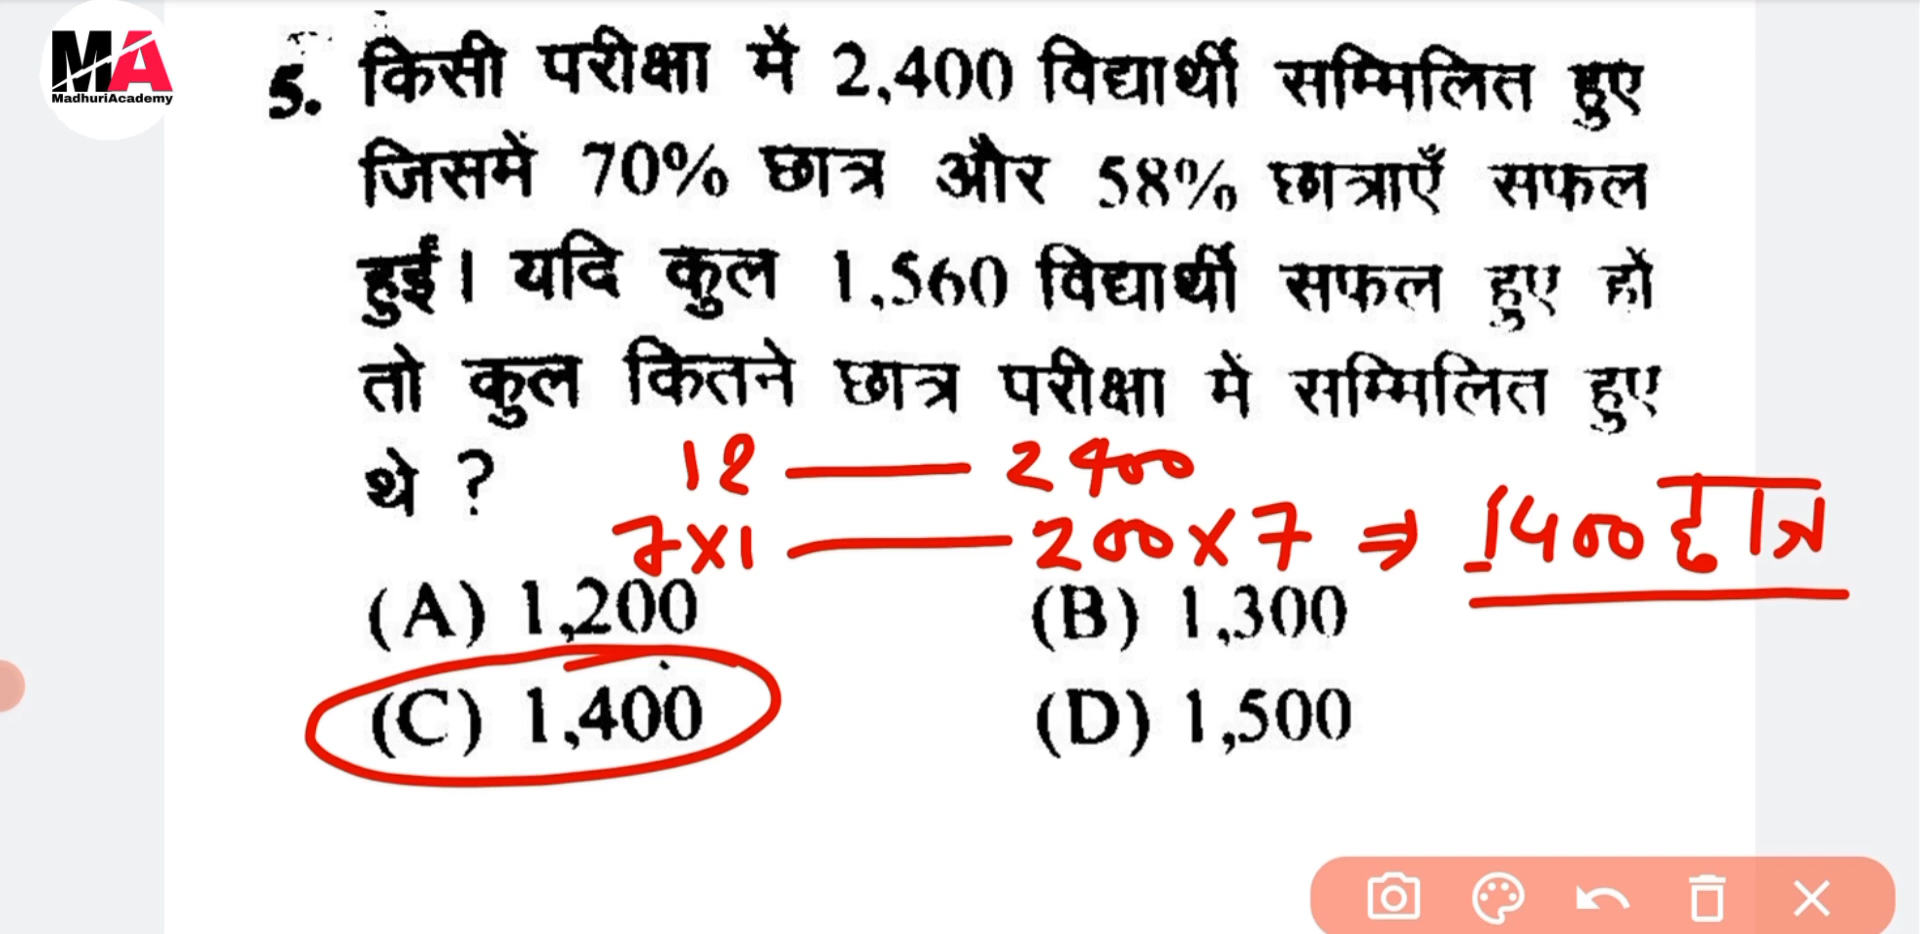 MA
MadhuriAcademy
5. किसी परीक्षा में 2,400 विद्यार्थी सम्मिलित हुए
जिसमें 70% छात्र और 58% छात्राएँ सफल
हुईं। यदि कुल 1,560 विद्यार्थी सफल हुए हों
तो कुल कितने छात्र परीक्षा में सम्मिलित हुए
थे ?
12 — 2400
7×1 — 200×7 ⇒ 1400 छात्र
(A) 1,200 (B) 1,300
(C) 1,400 (D) 1,500